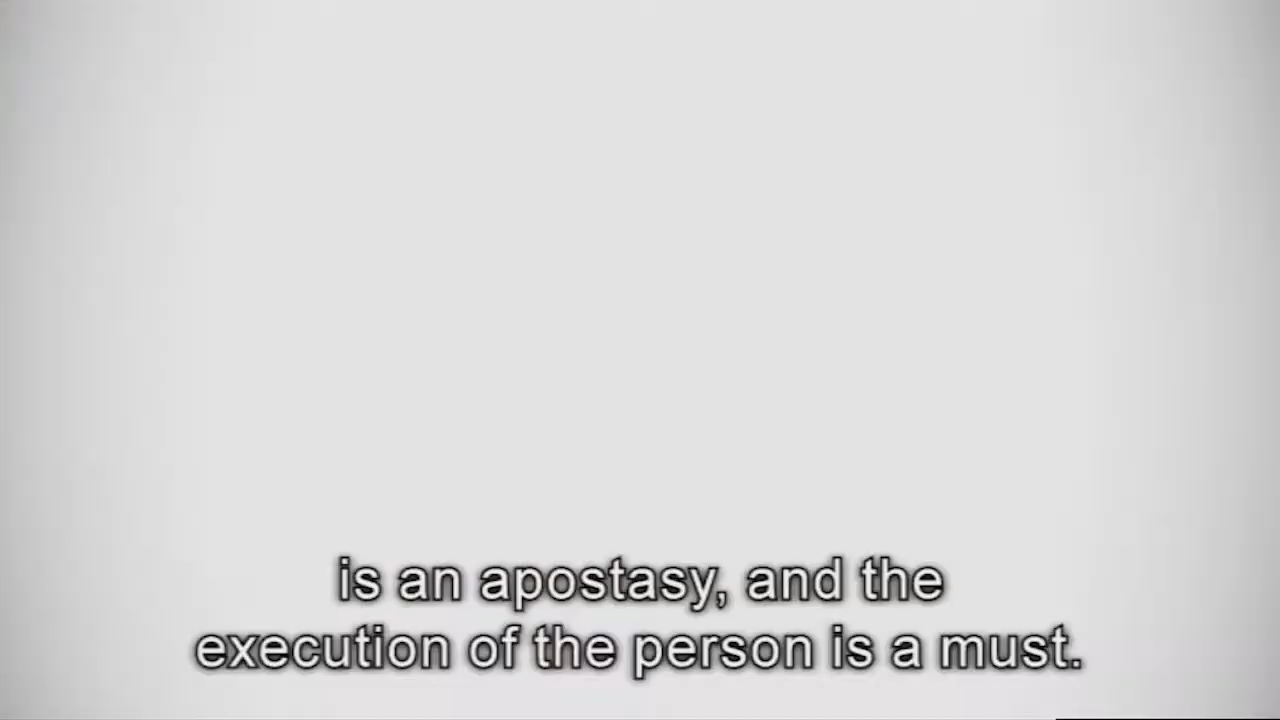 is an apostasy, and the
execution of the person is a must.